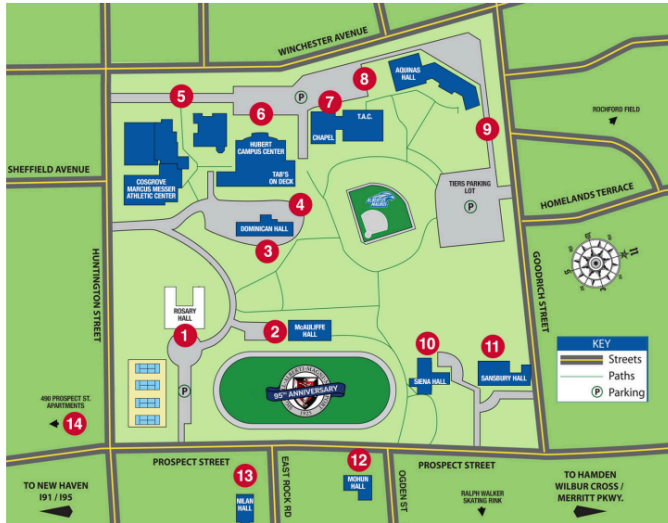 WINCHESTER AVENUE
8
AQUINAS
HALL
5
P
7
6
T.A.C.
CHAPEL
ROCHFORD FIELD
9
HUBERT
CAMPUS CENTER
TAB'S
ON DECK
SHEFFIELD AVENUE
COSGROVE
MARCUS MESSER
ATHLETIC CENTER
TIERS PARKING
LOT
P
HOMELANDS TERRACE
4
ALBERTUS
MAGNUS
DOMINICAN HALL
3
HUNTINGTON STREET
GOODRICH STREET
N
ROSARY
HALL
1
2
McAULIFFE
HALL
KEY
Streets
Paths
P Parking
10
11
SIENA HALL
SANSBURY HALL
P
95TH ANNIVERSARY
1925
490 PROSPECT ST.
APARTMENTS
14
PROSPECT STREET
PROSPECT STREET
12
13
MOHUN
HALL
NILAN
HALL
EAST ROCK RD
OGDEN ST
TO NEW HAVEN
I91 / I95
RALPH WALKER
SKATING RINK
TO HAMDEN
WILBUR CROSS /
MERRITT PKWY.